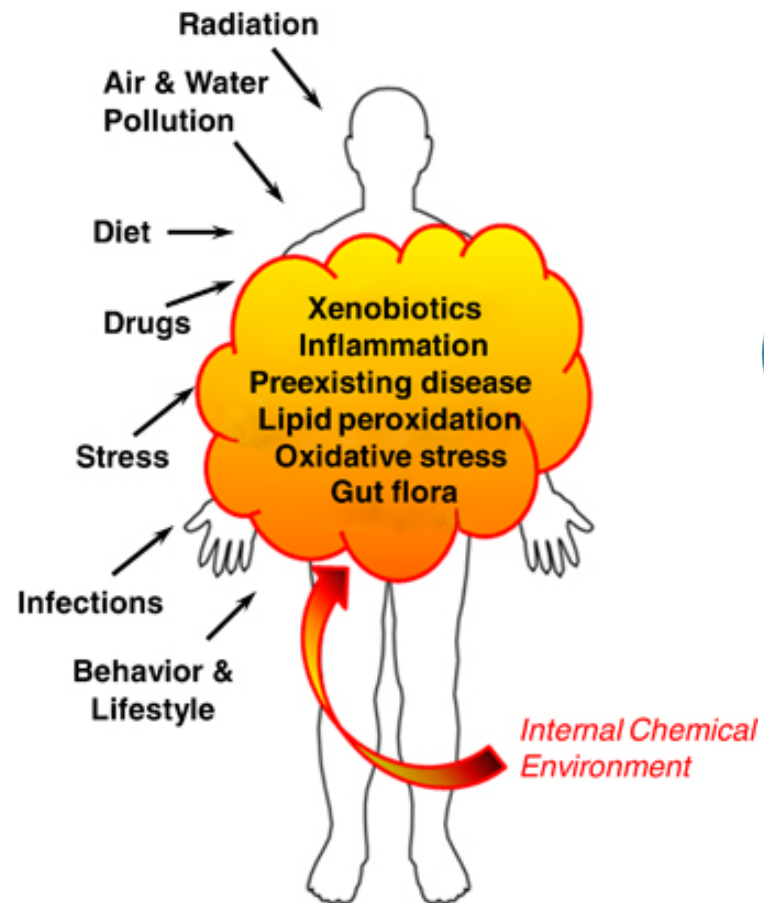 Radiation
Air & Water
Pollution
Diet
Drugs
Stress
Infections
Behavior &
Lifestyle
Xenobiotics
Inflammation
Preexisting disease
Lipid peroxidation
Oxidative stress
Gut flora
Internal Chemical
Environment